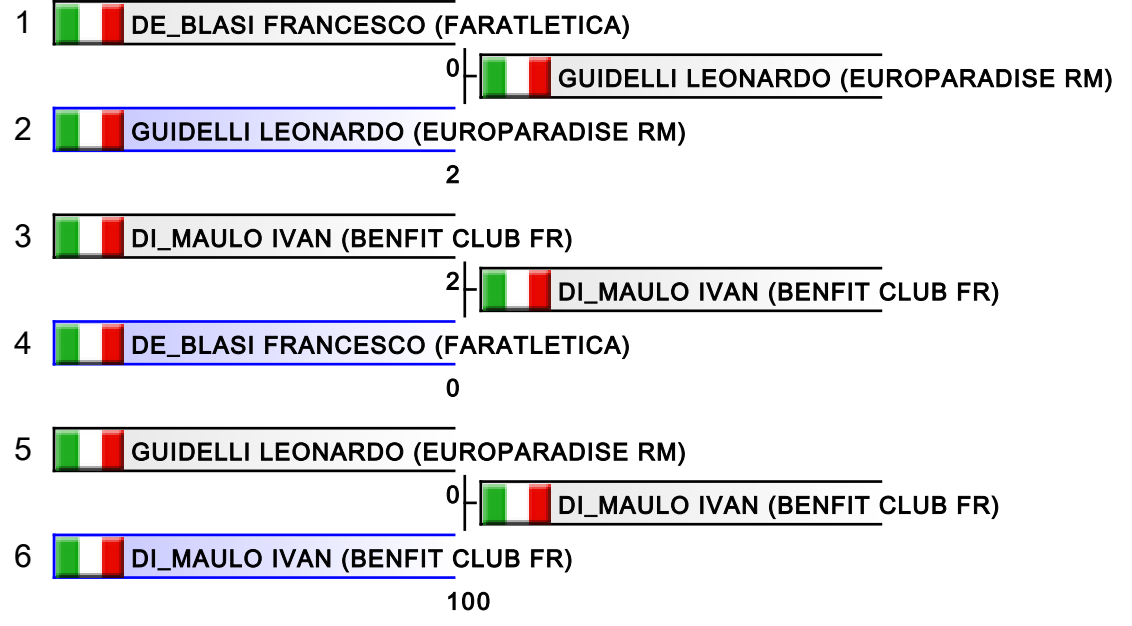 1 DE_BLASI FRANCESCO (FARATLETICA)
0 GUIDELLI LEONARDO (EUROPARADISE RM)
2 GUIDELLI LEONARDO (EUROPARADISE RM)
2
3 DI_MAULO IVAN (BENFIT CLUB FR)
2 DI_MAULO IVAN (BENFIT CLUB FR)
4 DE_BLASI FRANCESCO (FARATLETICA)
0
5 GUIDELLI LEONARDO (EUROPARADISE RM)
0 DI_MAULO IVAN (BENFIT CLUB FR)
6 DI_MAULO IVAN (BENFIT CLUB FR)
100